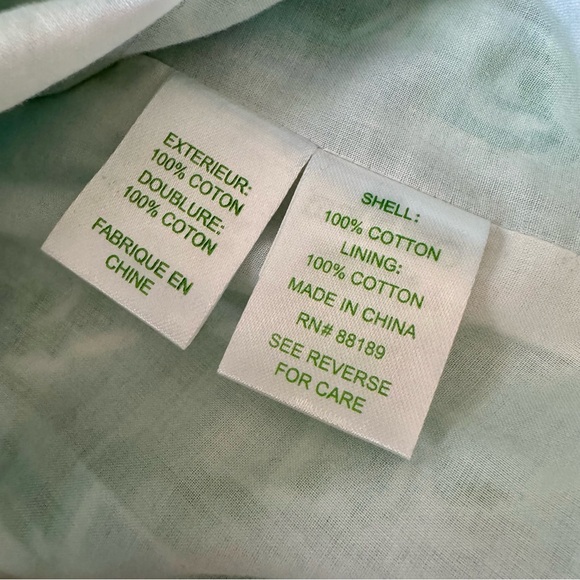 EXTERIEUR:
100% COTON
DOUBLURE:
100% COTON
FABRIQUE EN
CHINE
SHELL:
100% COTTON
LINING:
100% COTTON
MADE IN CHINA
RN# 88189
SEE REVERSE
FOR CARE